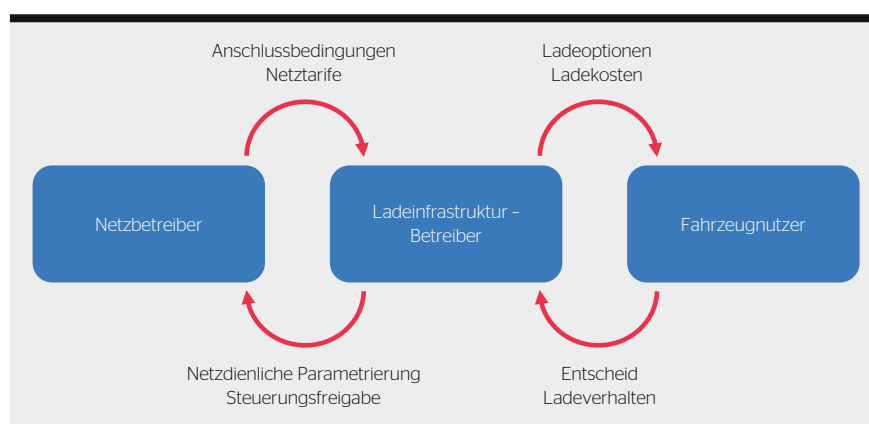 Anschlussbedingungen
Netztarife
Ladeoptionen
Ladekosten
Netzbetreiber
Ladeinfrastruktur –
Betreiber
Fahrzeugnutzer
Netzdienliche Parametrierung
Steuerungsfreigabe
Entscheid
Ladeverhalten